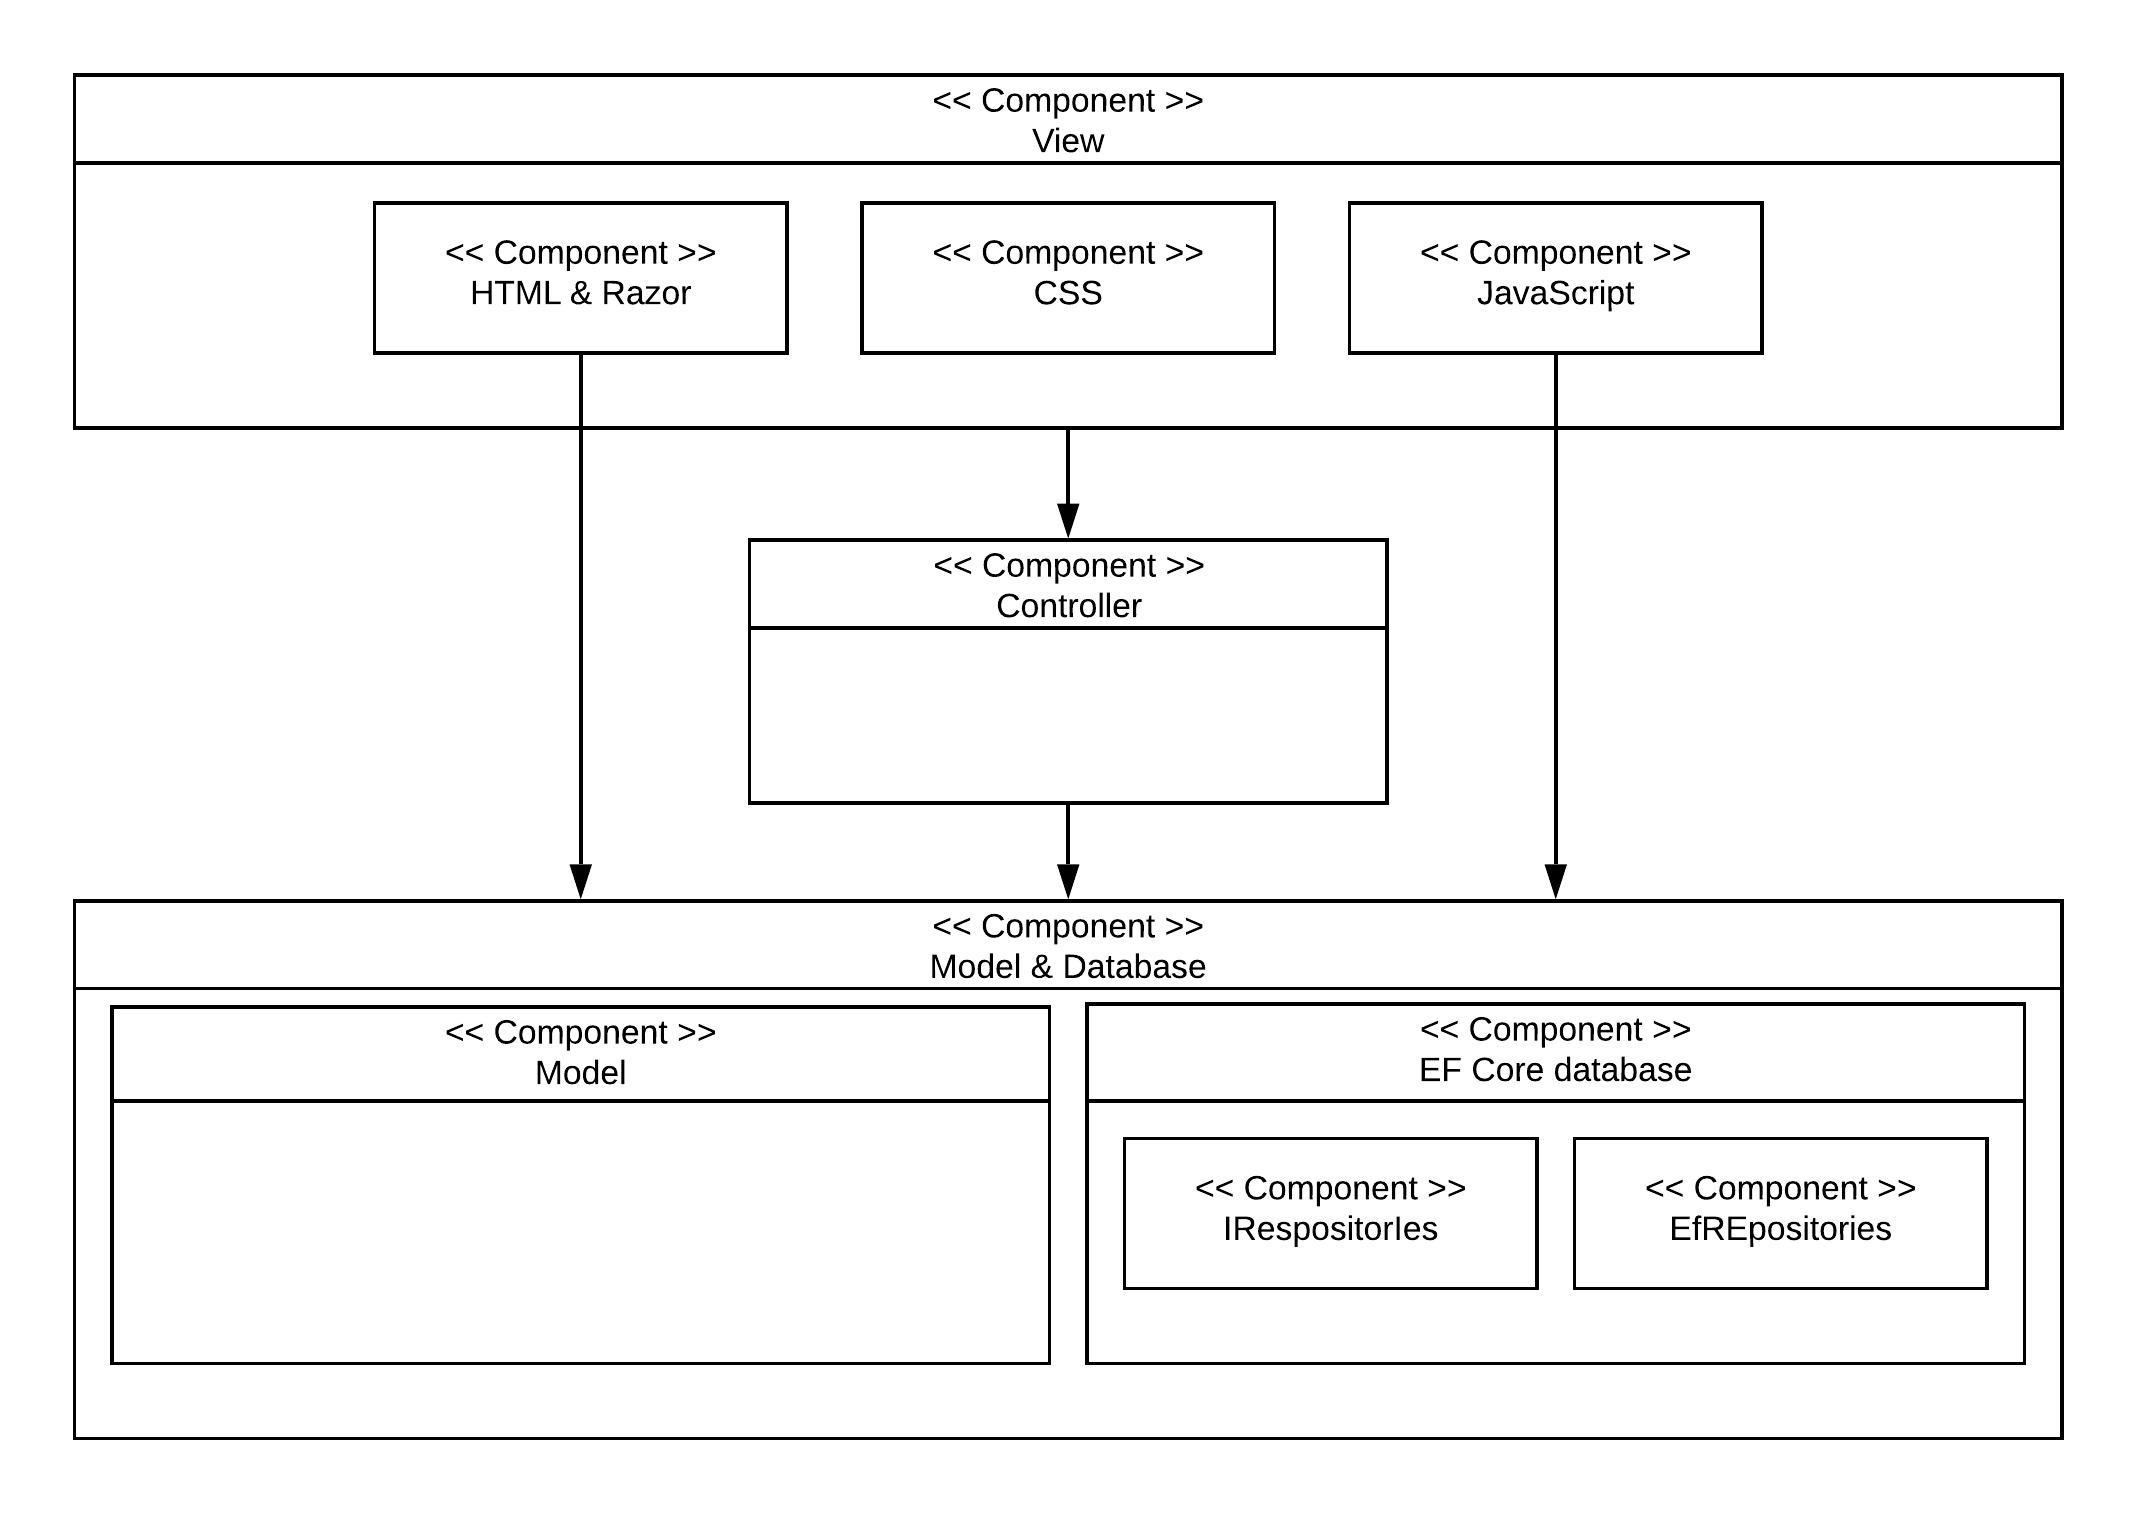 << Component >>
View
<< Component >>
HTML & Razor
<< Component >>
CSS
<< Component >>
JavaScript
<< Component >>
Controller
<< Component >>
Model & Database
<< Component >>
Model
<< Component >>
EF Core database
<< Component >>
IRespositorIes
<< Component >>
EfREpositories